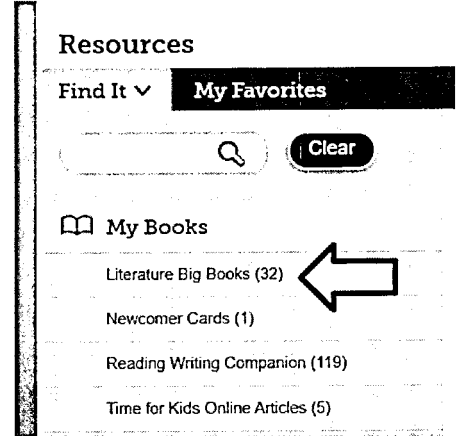 Resources
Find It My Favorites
Clear
My Books
Literature Big Books (32)
Newcomer Cards (1)
Reading Writing Companion (119)
Time for Kids Online Articles (5)